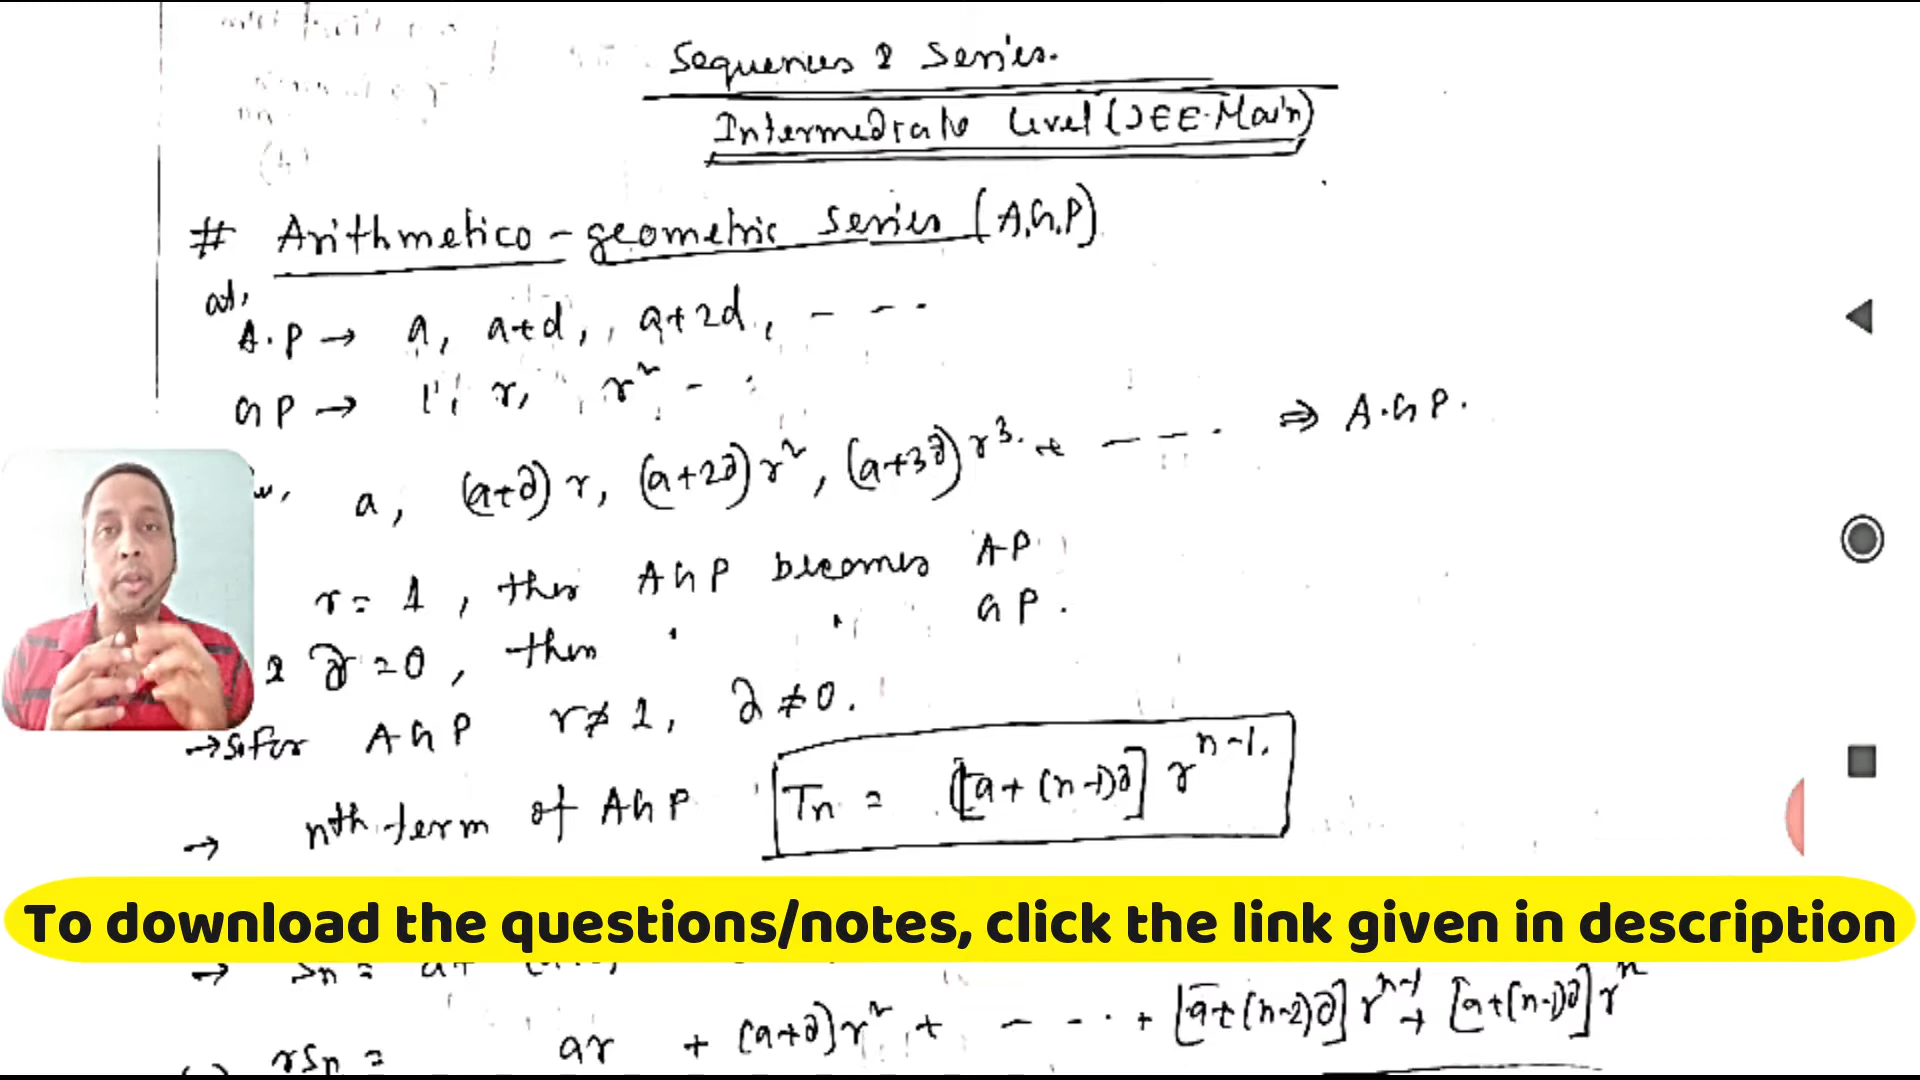 Sequences & Series.
Intermediate level (JEE-Main)
# Arithmetico-geometric series (A.G.P)
A.P → a, a+d, a+2d, - - -
GP → 1, r, r² - -
a, (a+d) r, (a+2d) r², (a+3d) r³ + - - - . ⇒ A.G.P.
r = 1, then AGP becomes AP
& d = 0, then " " GP.
→ for AGP r ≠ 1, d ≠ 0.
→ nth term of AGP Tn = [a + (n-1)d] r^(n-1).
To download the questions/notes, click the link given in description
→ Sn = a +
rSn = ar + (a+d)r² + - - - + [a+(n-2)d] r^(n-1) + [a+(n-1)d] r^n